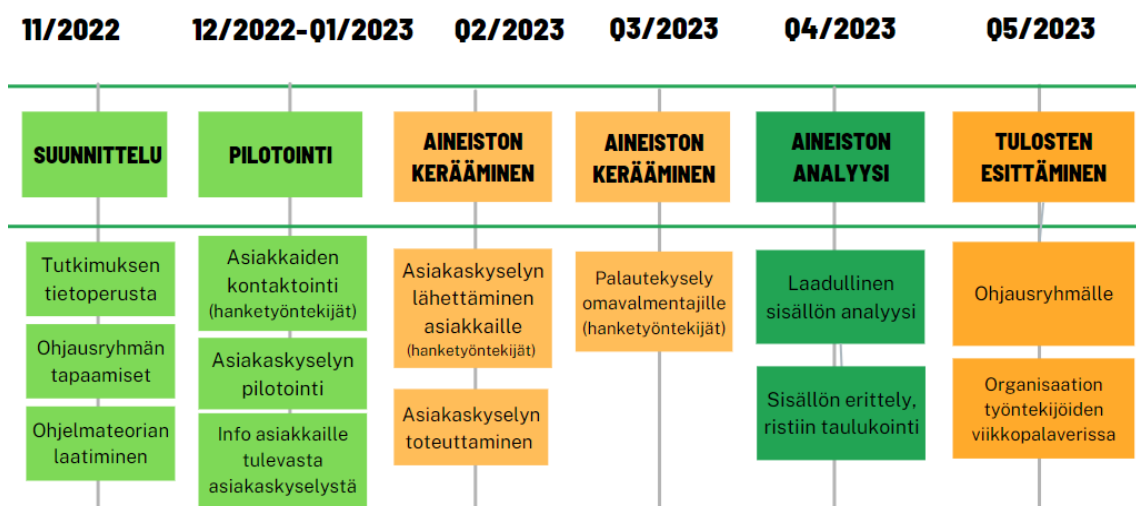 11/2022
12/2022-Q1/2023
Q2/2023
Q3/2023
Q4/2023
Q5/2023
SUUNNITTELU
PILOTOINTI
AINEISTON
KERÄÄMINEN
AINEISTON
KERÄÄMINEN
AINEISTON
ANALYYSI
TULOSTEN
ESITTÄMINEN
Tutkimuksen
tietoperusta
Ohjausryhmän
tapaamiset
Ohjelmateorian
laatiminen
Asiakkaiden
kontaktointi
(hanketyöntekijät)
Asiakaskyselyn
pilotointi
Info asiakkaille
tulevasta
asiakaskyselystä
Asiakaskyselyn
lähettäminen
asiakkaille
(hanketyöntekijät)
Asiakaskyselyn
toteuttaminen
Palautekysely
omavalmentajille
(hanketyöntekijät)
Laadullinen
sisällön analyysi
Sisällön erittely,
ristiin taulukointi
Ohjausryhmälle
Organisaation
työntekijöiden
viikkopalaverissa